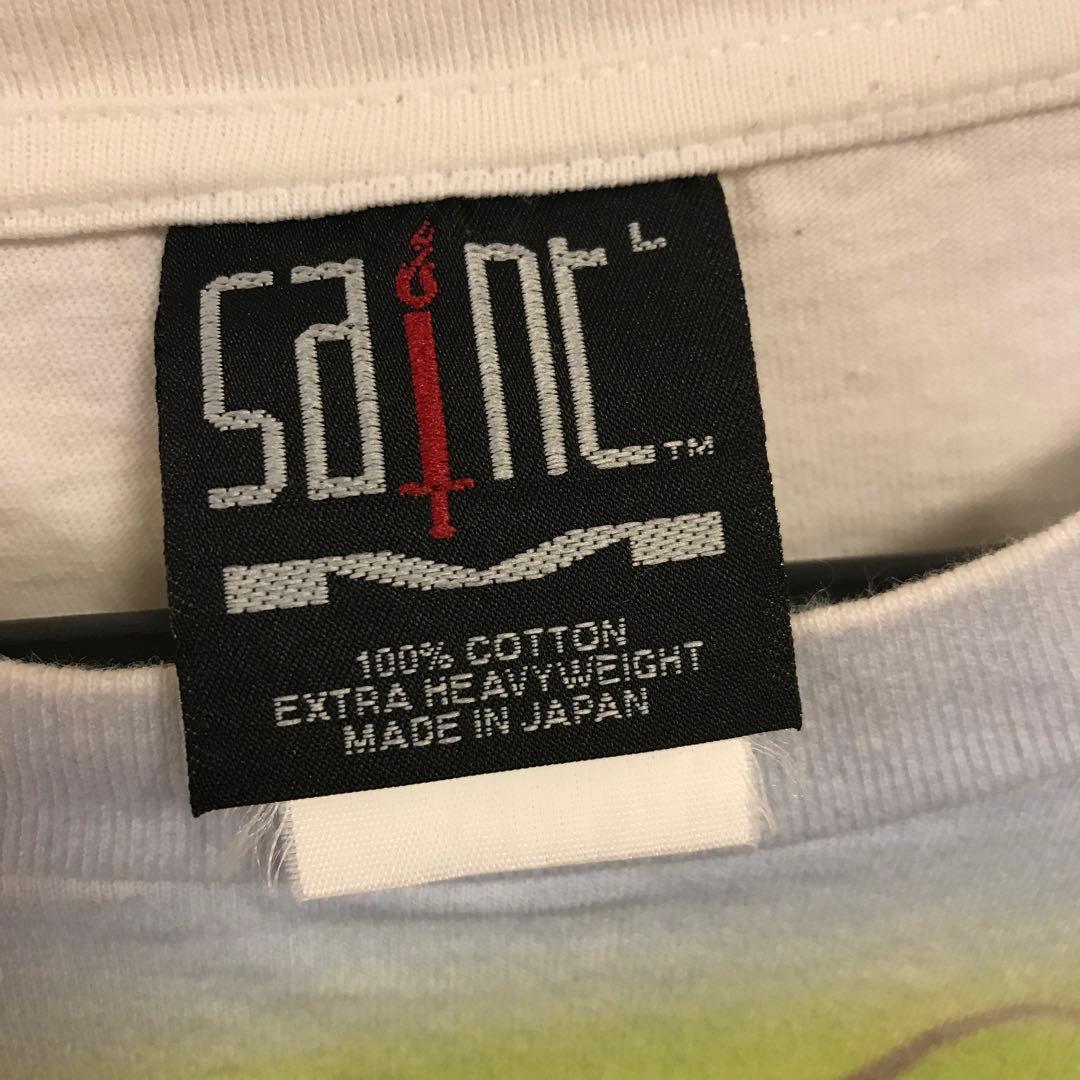 saint L
TM
100% COTTON
EXTRA HEAVYWEIGHT
MADE IN JAPAN